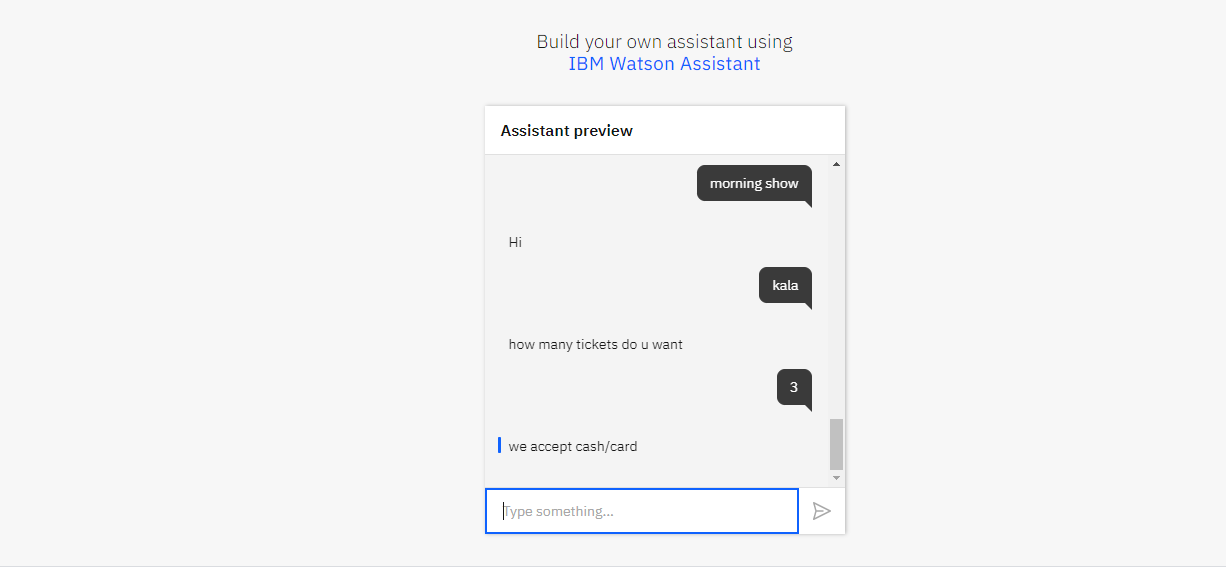 Build your own assistant using
IBM Watson Assistant
Assistant preview
morning show
Hi
kala
how many tickets do u want
3
we accept cash/card
Type something...